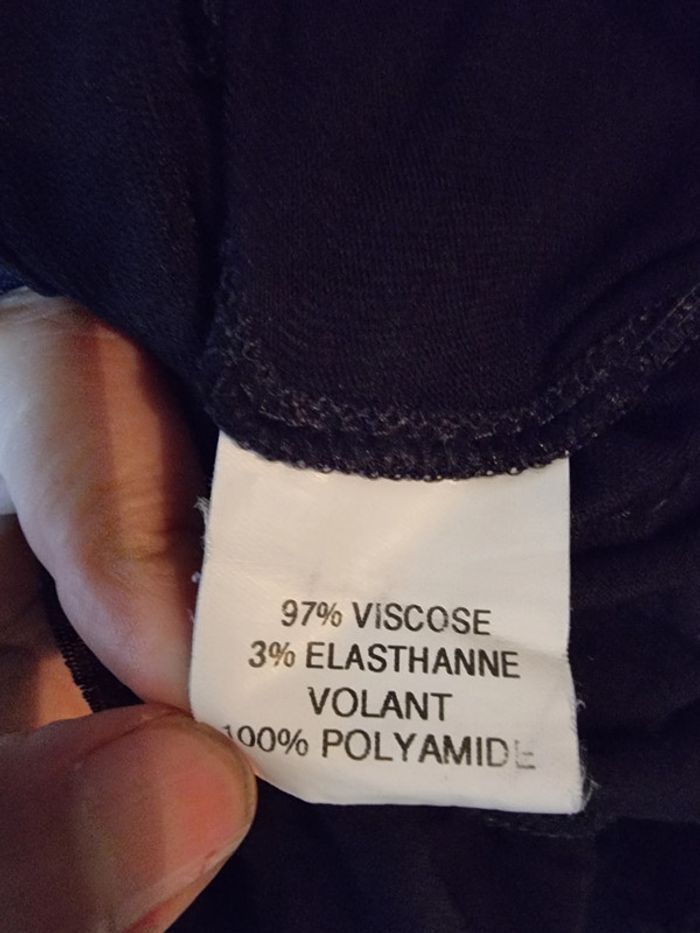 97% VISCOSE
3% ELASTHANNE
VOLANT
100% POLYAMIDE